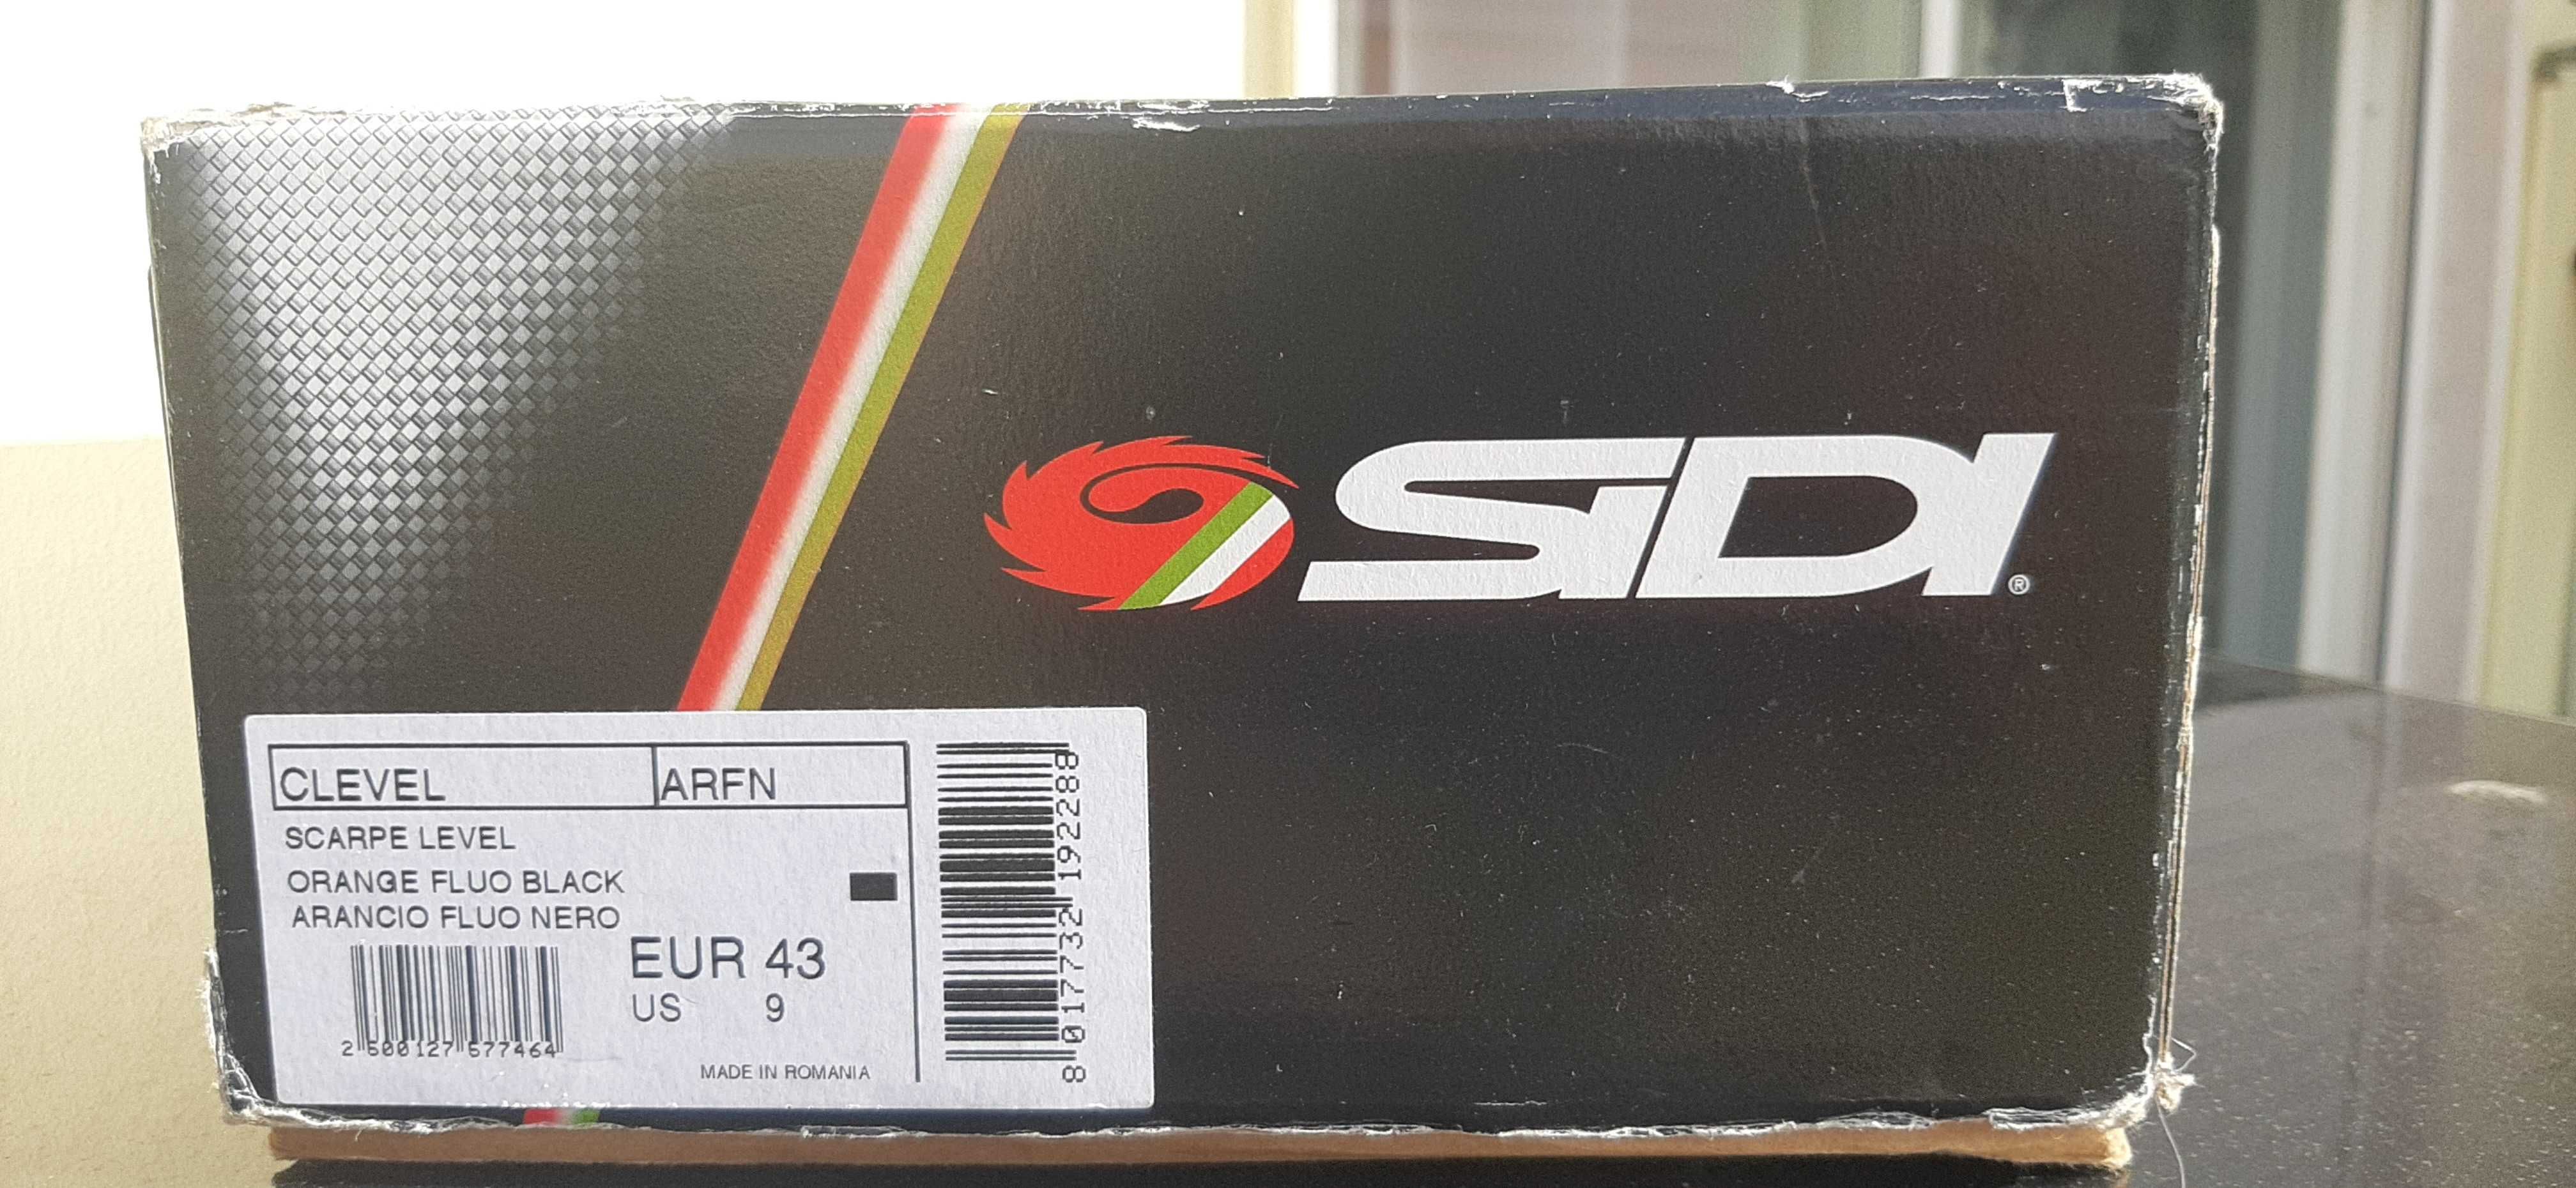 SIDI®
CLEVEL ARFN
SCARPE LEVEL
ORANGE FLUO BLACK
ARANCIO FLUO NERO
EUR 43
US 9
2 500127 577464
MADE IN ROMANIA
8 017732 192288